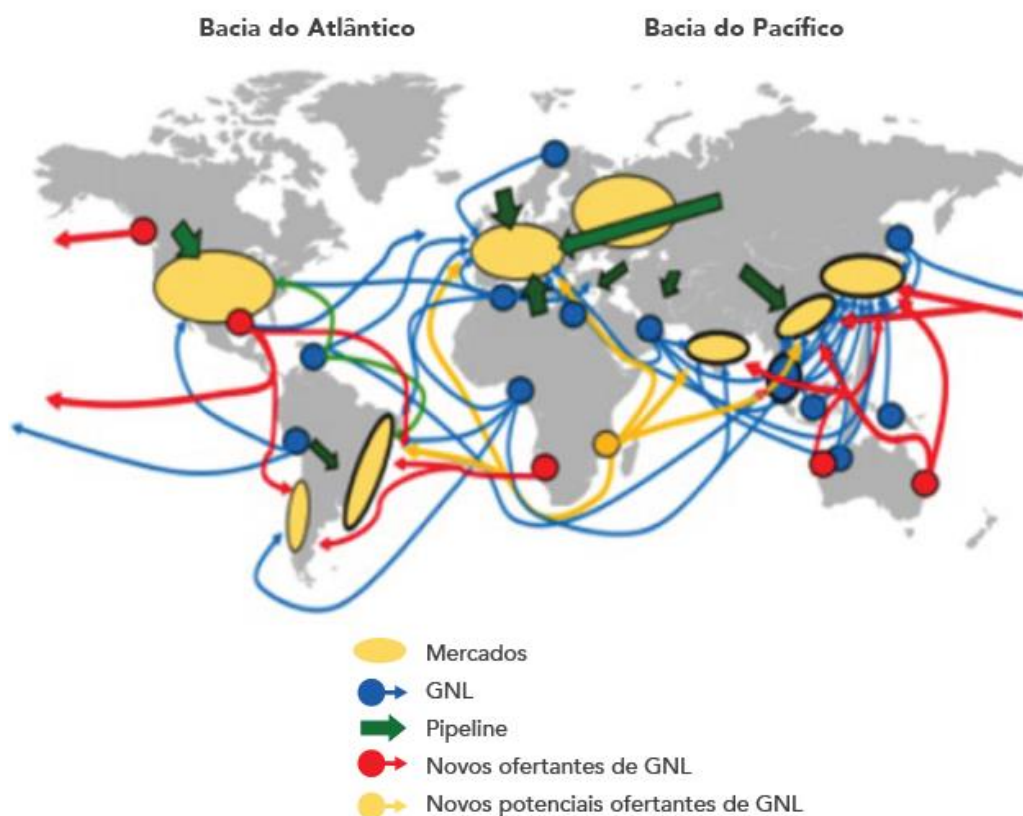 Bacia do Atlântico
Bacia do Pacífico
Mercados
GNL
Pipeline
Novos ofertantes de GNL
Novos potenciais ofertantes de GNL